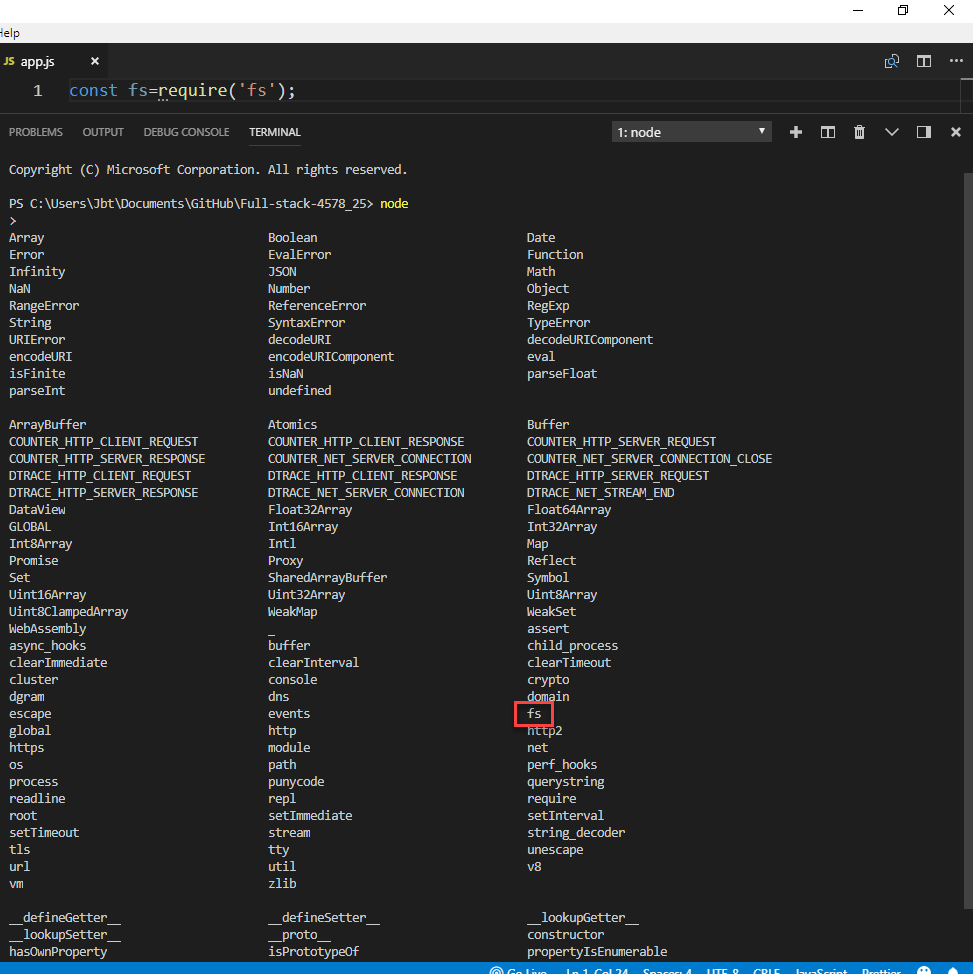 Help
JS app.js ×
1 const fs=require('fs');
PROBLEMS OUTPUT DEBUG CONSOLE TERMINAL 1: node
Copyright (C) Microsoft Corporation. All rights reserved.
PS C:\Users\Jbt\Documents\GitHub\Full-stack-4578_25> node
>
Array Boolean Date
Error EvalError Function
Infinity JSON Math
NaN Number Object
RangeError ReferenceError RegExp
String SyntaxError TypeError
URIError decodeURI decodeURIComponent
encodeURI encodeURIComponent eval
isFinite isNaN parseFloat
parseInt undefined
ArrayBuffer Atomics Buffer
COUNTER_HTTP_CLIENT_REQUEST COUNTER_HTTP_CLIENT_RESPONSE COUNTER_HTTP_SERVER_REQUEST
COUNTER_HTTP_SERVER_RESPONSE COUNTER_NET_SERVER_CONNECTION COUNTER_NET_SERVER_CONNECTION_CLOSE
DTRACE_HTTP_CLIENT_REQUEST DTRACE_HTTP_CLIENT_RESPONSE DTRACE_HTTP_SERVER_REQUEST
DTRACE_HTTP_SERVER_RESPONSE DTRACE_NET_SERVER_CONNECTION DTRACE_NET_STREAM_END
DataView Float32Array Float64Array
GLOBAL Int16Array Int32Array
Int8Array Intl Map
Promise Proxy Reflect
Set SharedArrayBuffer Symbol
Uint16Array Uint32Array Uint8Array
Uint8ClampedArray WeakMap WeakSet
WebAssembly _ assert
async_hooks buffer child_process
clearImmediate clearInterval clearTimeout
cluster console crypto
dgram dns domain
escape events fs
global http http2
https module net
os path perf_hooks
process punycode querystring
readline repl require
root setImmediate setInterval
setTimeout stream string_decoder
tls tty unescape
url util v8
vm zlib
__defineGetter__ __defineSetter__ __lookupGetter__
__lookupSetter__ __proto__ constructor
hasOwnProperty isPrototypeOf propertyIsEnumerable
Go Live Ln 1, Col 24 Spaces: 4 UTF-8 CRLF JavaScript Prettier